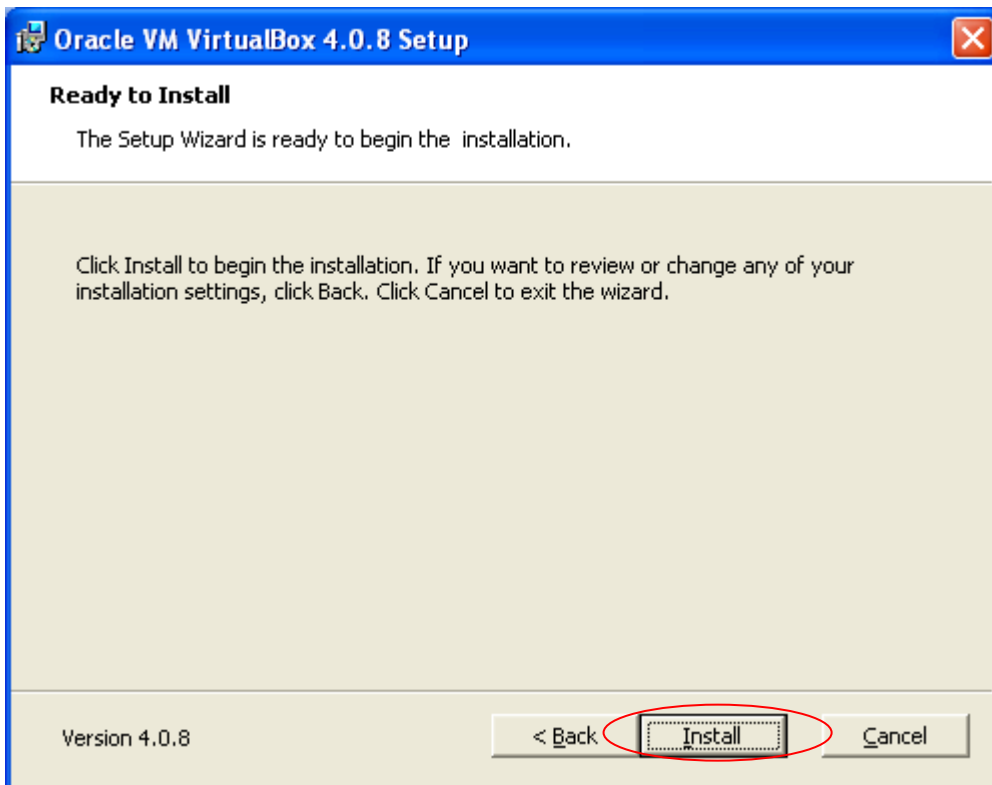 Oracle VM VirtualBox 4.0.8 Setup
Ready to Install
The Setup Wizard is ready to begin the  installation.
Click Install to begin the installation. If you want to review or change any of your
installation settings, click Back. Click Cancel to exit the wizard.
Version 4.0.8
< Back
Install
Cancel